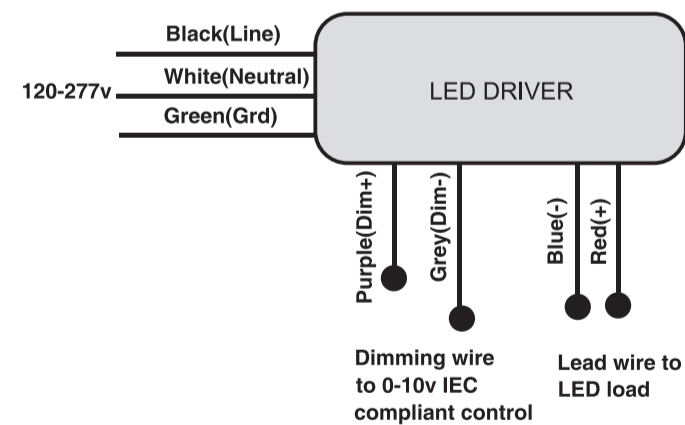 Black(Line)
White(Neutral)
120-277v
Green(Grd)
LED DRIVER
Purple(Dim+)
Grey(Dim-)
Blue(-)
Red(+)
Dimming wire
to 0-10v IEC
compliant control
Lead wire to
LED load